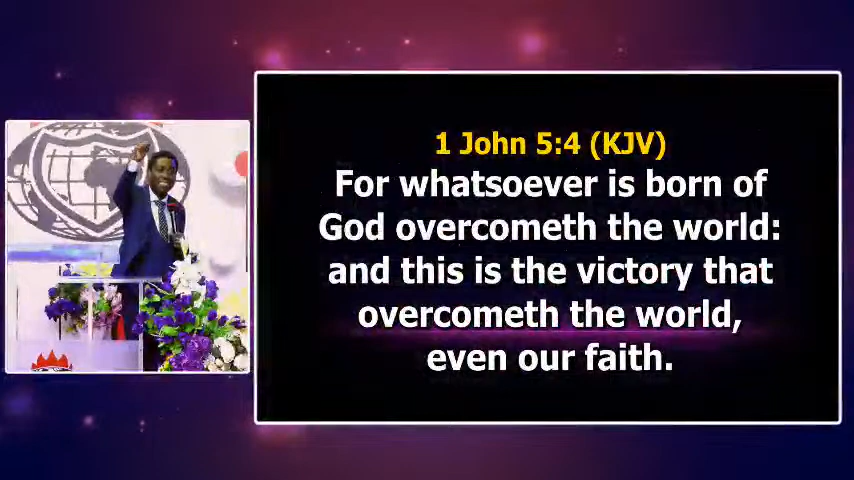 1 John 5:4 (KJV)
For whatsoever is born of
God overcometh the world:
and this is the victory that
overcometh the world,
even our faith.